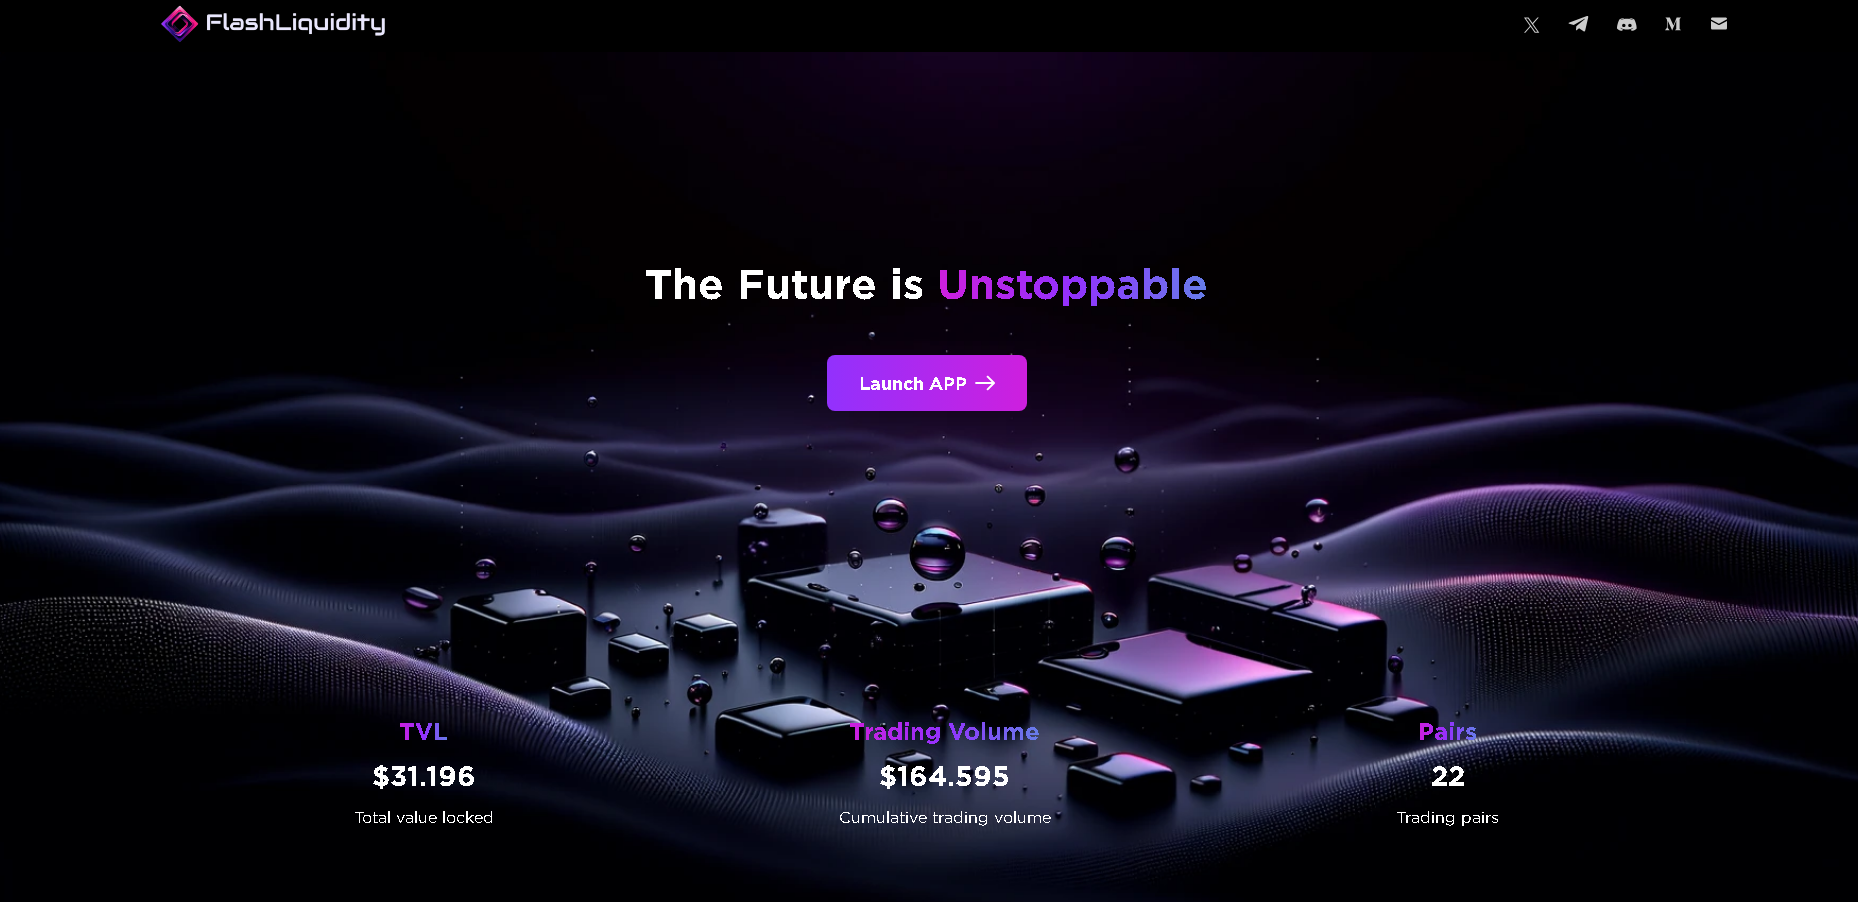 FlashLiquidity
The Future is Unstoppable
Launch APP →
TVL
$31.196
Total value locked
Trading Volume
$164.595
Cumulative trading volume
Pairs
22
Trading pairs